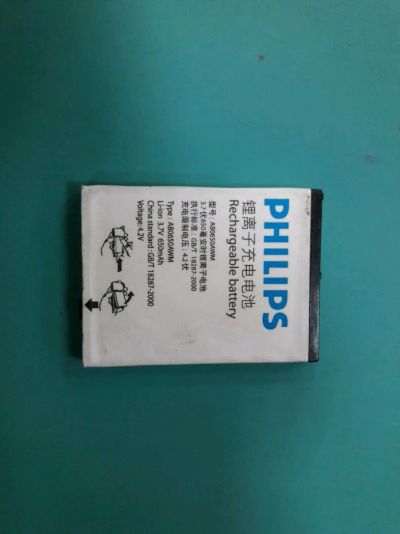 PHILIPS
锂离子充电电池
Rechargeable battery
型号: AB0650AWM
3.7伏650毫安时锂离子电池
执行标准: GB/T 18287-2000
充电限制电压: 4.2伏
Type: AB0650AWM
Li-ion 3.7V 650mAh
China standard: GB/T 18287-2000
Voltage: 4.2V